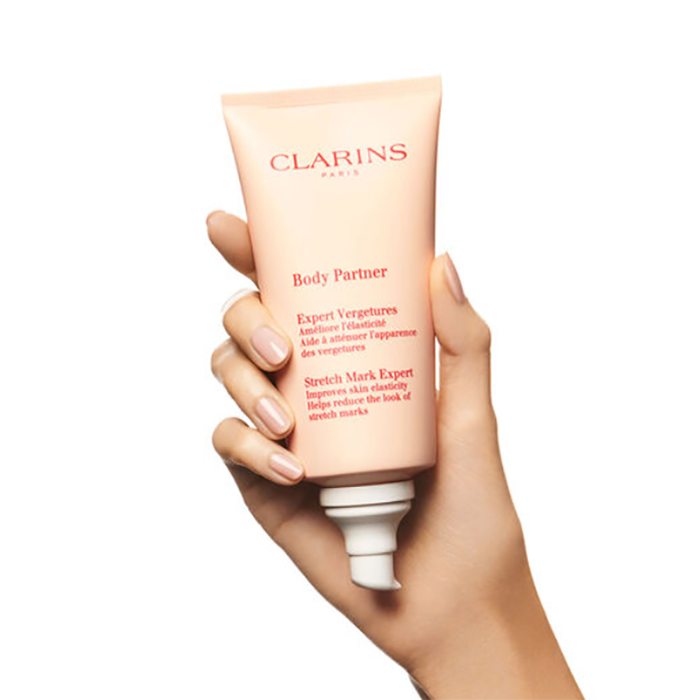 CLARINS
PARIS
Body Partner
Expert Vergetures
Améliore l'élasticité
Aide à atténuer l'apparence
des vergetures
Stretch Mark Expert
Improves skin elasticity
Helps reduce the look of
stretch marks